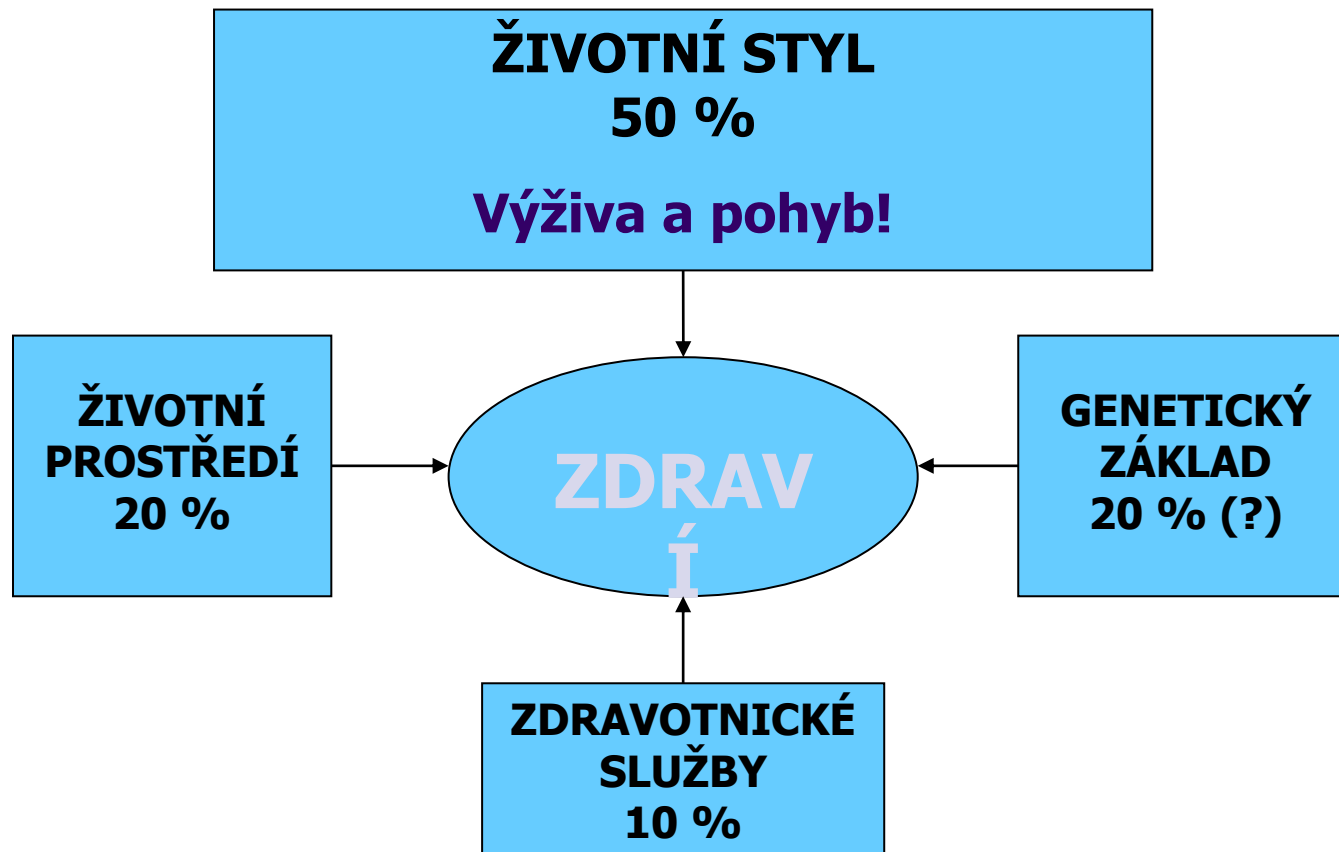 ŽIVOTNÍ STYL
50 %
Výživa a pohyb!
ŽIVOTNÍ
PROSTŘEDÍ
20 %
ZDRAV
Í
GENETICKÝ
ZÁKLAD
20 % (?)
ZDRAVOTNICKÉ
SLUŽBY
10 %